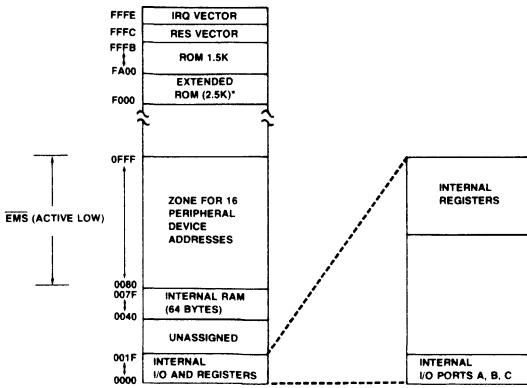 FFFE IRQ VECTOR
FFFC RES VECTOR
FFFB
ROM 1.5K
FA00
EXTENDED
F000 ROM (2.5K)*
0FFF
ZONE FOR 16
PERIPHERAL
DEVICE
ADDRESSES
EMS (ACTIVE LOW)
0080
007F INTERNAL RAM
0040 (64 BYTES)
UNASSIGNED
001F INTERNAL
0000 I/O AND REGISTERS
INTERNAL
REGISTERS
INTERNAL
I/O PORTS A, B, C